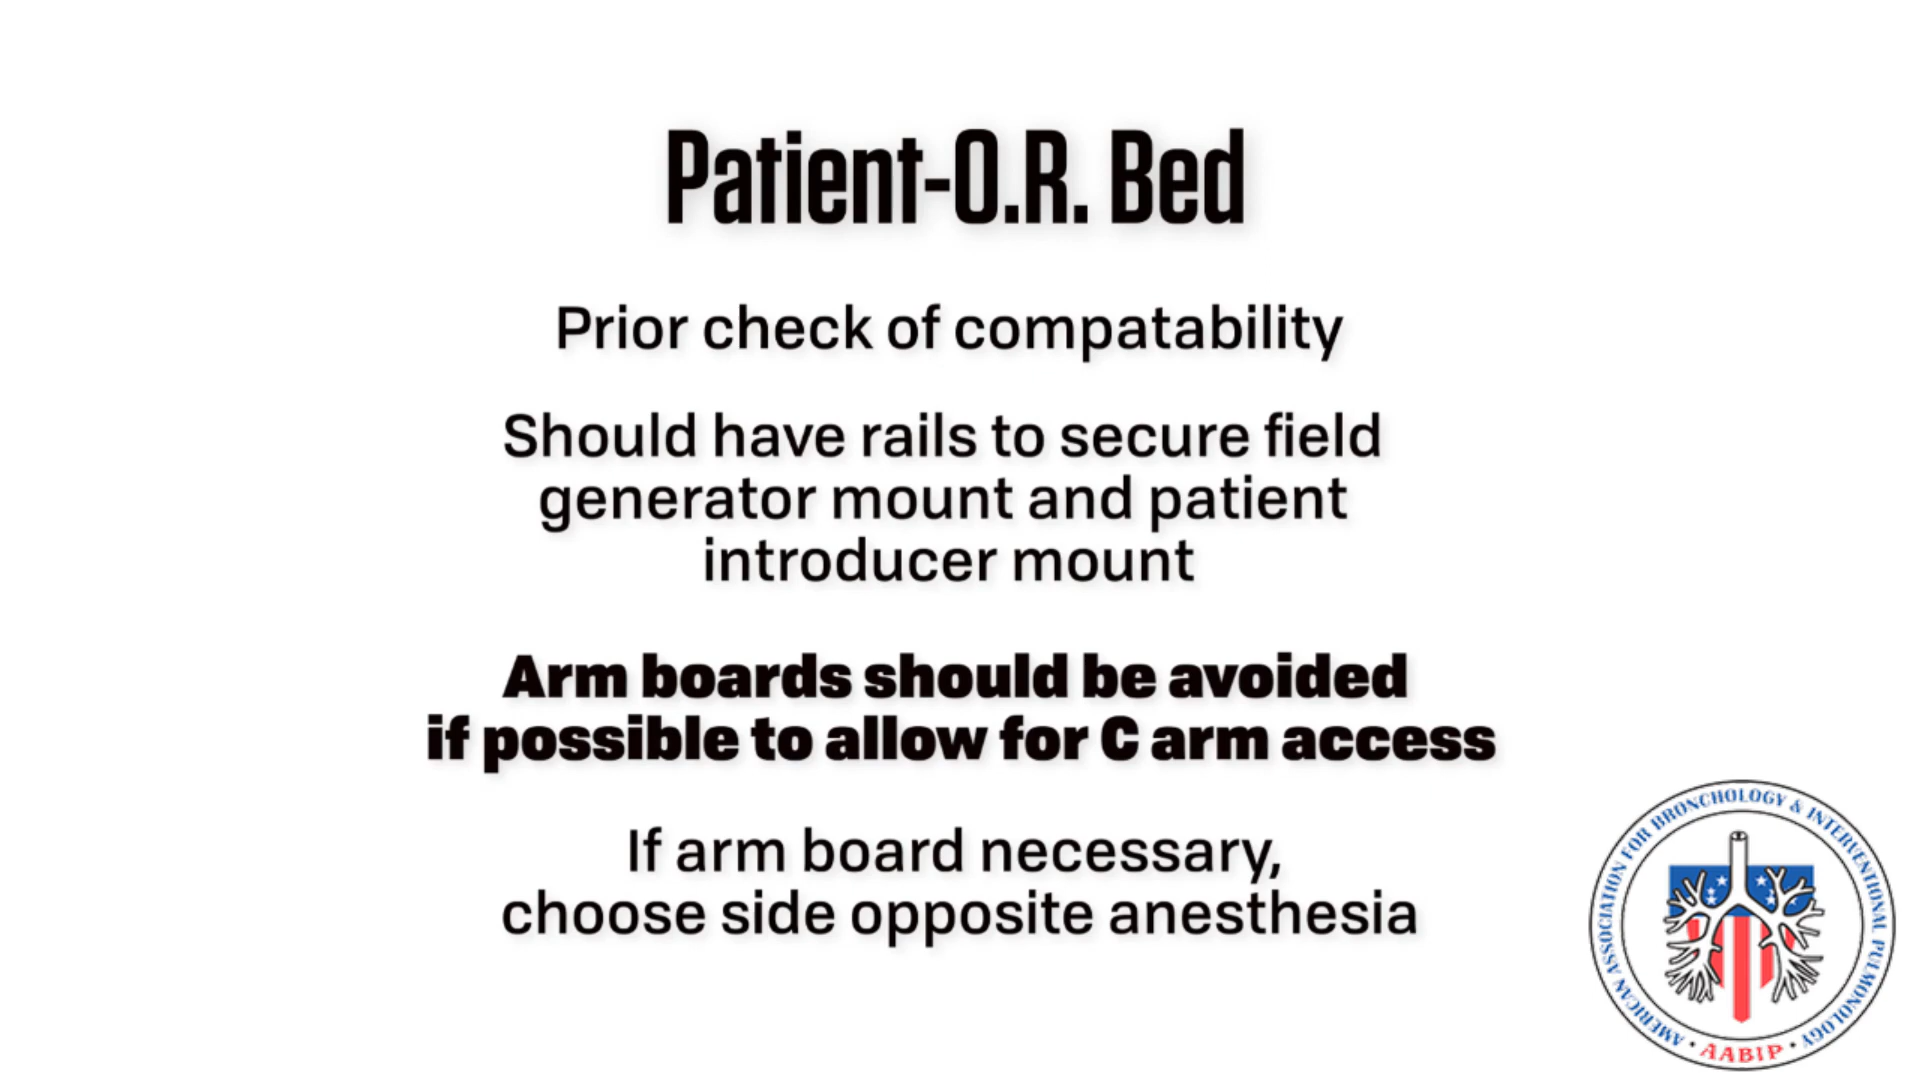 Patient-O.R. Bed
Prior check of compatability
Should have rails to secure field
generator mount and patient
introducer mount
Arm boards should be avoided
if possible to allow for C arm access
If arm board necessary,
choose side opposite anesthesia
AMERICAN ASSOCIATION FOR BRONCHOLOGY & INTERVENTIONAL PULMONOLOGY
• AABIP •